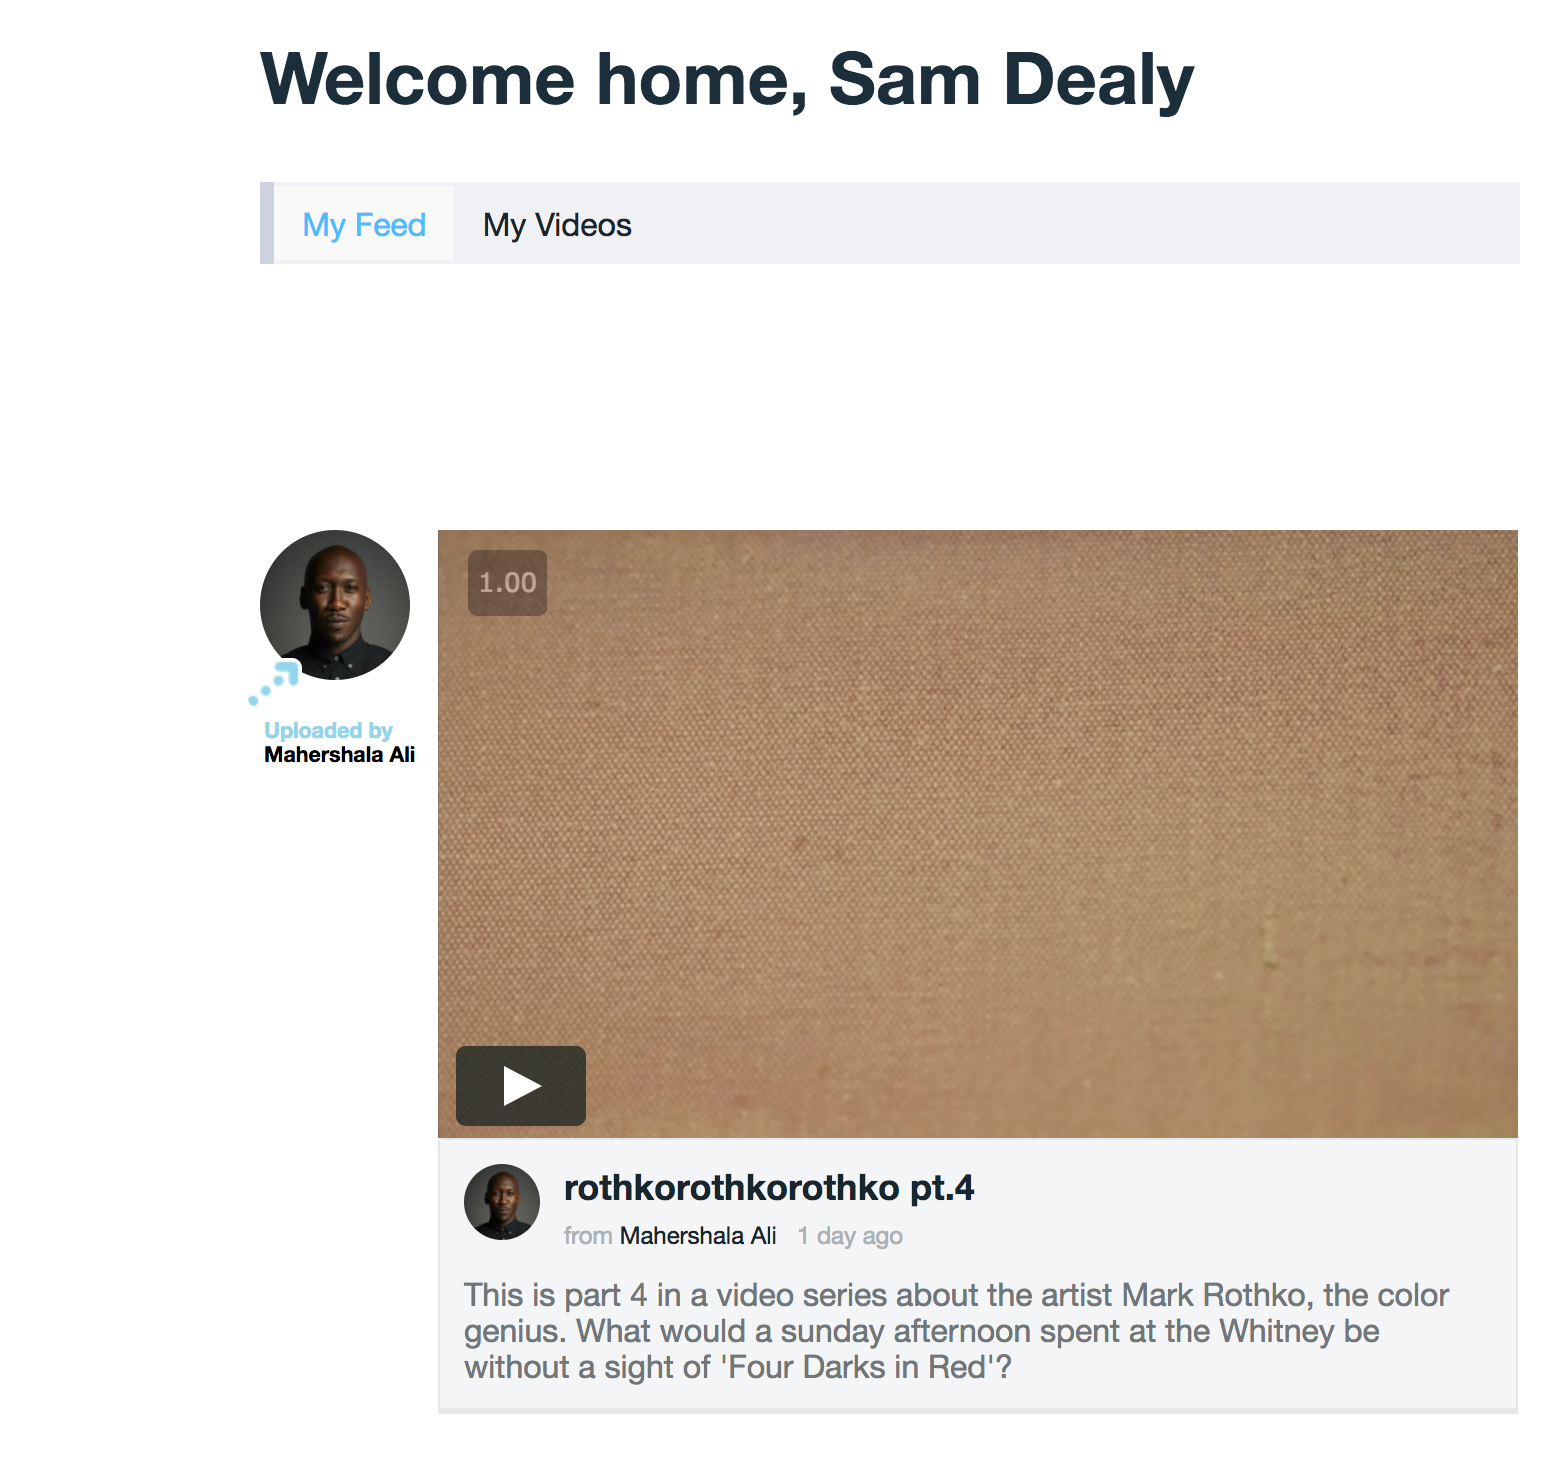 Welcome home, Sam Dealy
My Feed My Videos
1.00
Uploaded by
Mahershala Ali
rothkorothkorothko pt.4
from Mahershala Ali 1 day ago
This is part 4 in a video series about the artist Mark Rothko, the color
genius. What would a sunday afternoon spent at the Whitney be
without a sight of 'Four Darks in Red'?